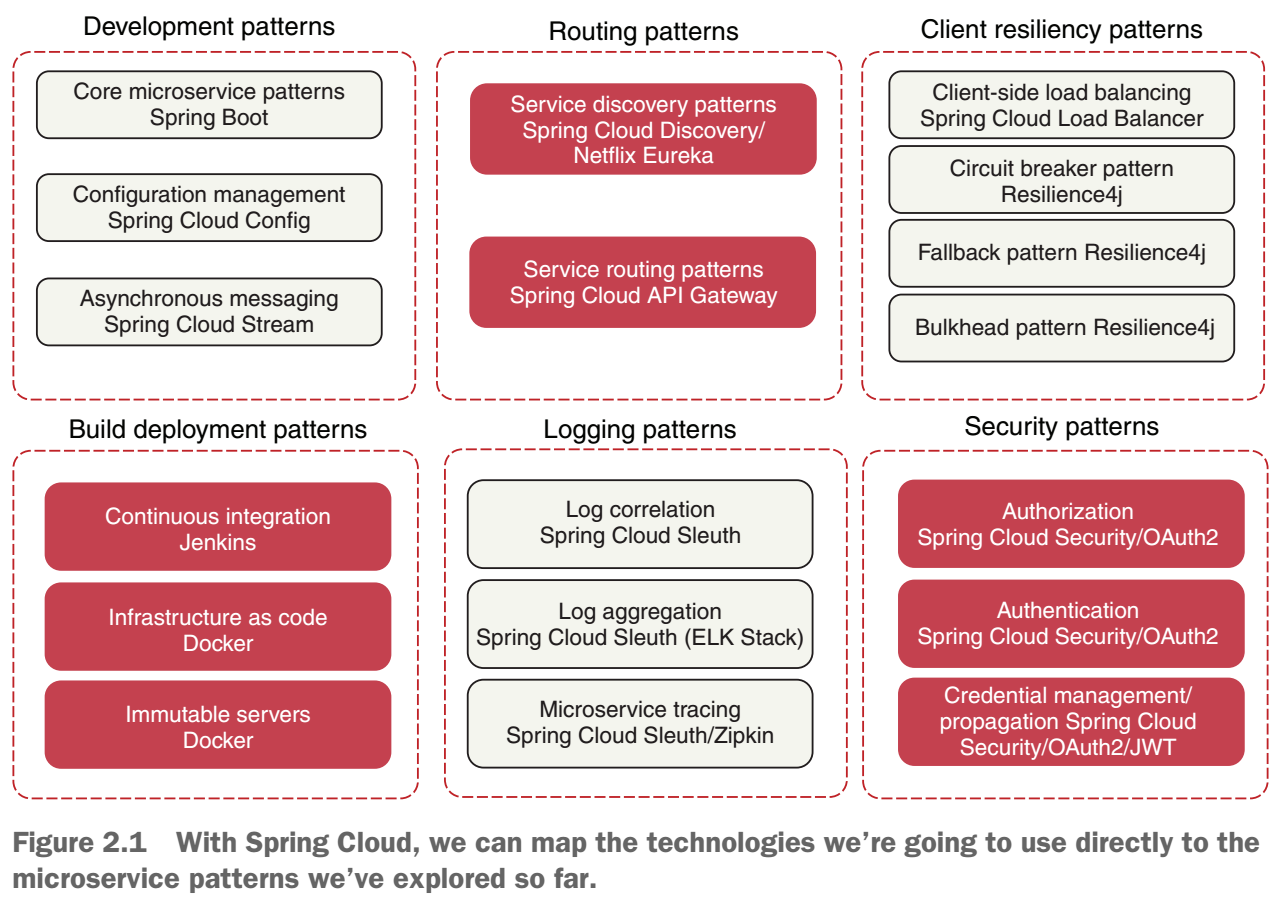 Development patterns
Core microservice patterns
Spring Boot
Configuration management
Spring Cloud Config
Asynchronous messaging
Spring Cloud Stream
Routing patterns
Service discovery patterns
Spring Cloud Discovery/
Netflix Eureka
Service routing patterns
Spring Cloud API Gateway
Client resiliency patterns
Client-side load balancing
Spring Cloud Load Balancer
Circuit breaker pattern
Resilience4j
Fallback pattern Resilience4j
Bulkhead pattern Resilience4j
Build deployment patterns
Continuous integration
Jenkins
Infrastructure as code
Docker
Immutable servers
Docker
Logging patterns
Log correlation
Spring Cloud Sleuth
Log aggregation
Spring Cloud Sleuth (ELK Stack)
Microservice tracing
Spring Cloud Sleuth/Zipkin
Security patterns
Authorization
Spring Cloud Security/OAuth2
Authentication
Spring Cloud Security/OAuth2
Credential management/
propagation Spring Cloud
Security/OAuth2/JWT
Figure 2.1 With Spring Cloud, we can map the technologies we’re going to use directly to the
microservice patterns we’ve explored so far.